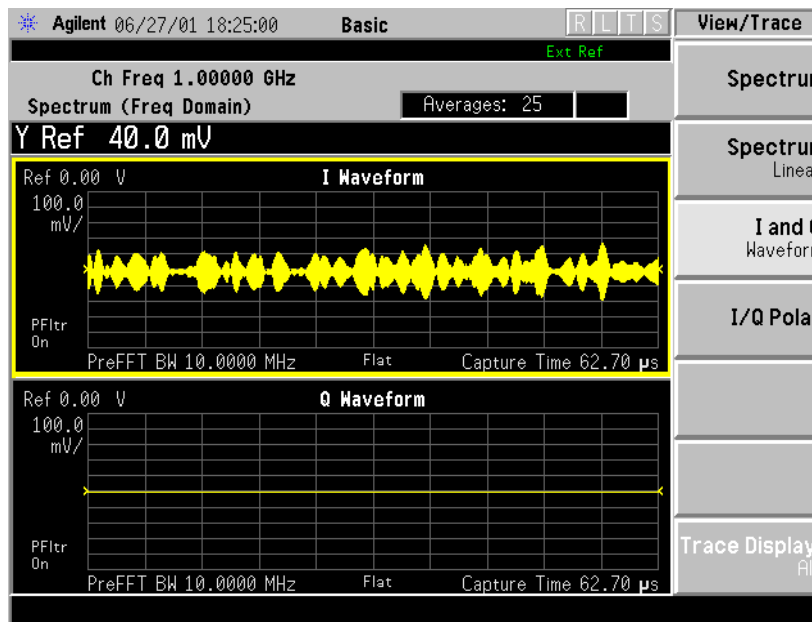 Agilent 06/27/01 18:25:00 Basic R L T S View/Trace
Ext Ref
Ch Freq 1.00000 GHz
Spectrum (Freq Domain) Averages: 25
Y Ref 40.0 mV
Ref 0.00 V I Waveform
100.0
mV/
PFltr
On
PreFFT BW 10.0000 MHz Flat Capture Time 62.70 µs
Ref 0.00 V Q Waveform
100.0
mV/
PFltr
On
PreFFT BW 10.0000 MHz Flat Capture Time 62.70 µs
Spectru
Spectru
Linea
I and
Wavefor
I/Q Pola
Trace Display
Al